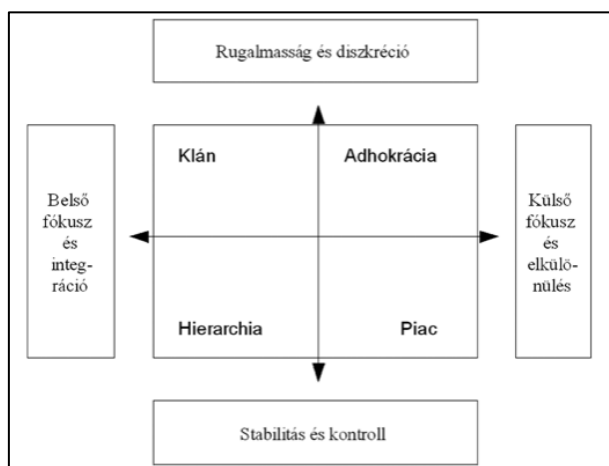 Rugalmasság és diszkréció
Klán
Adhokrácia
Belső
fókusz
és
integ-
ráció
Külső
fókusz
és
elkülö-
nülés
Hierarchia
Piac
Stabilitás és kontroll